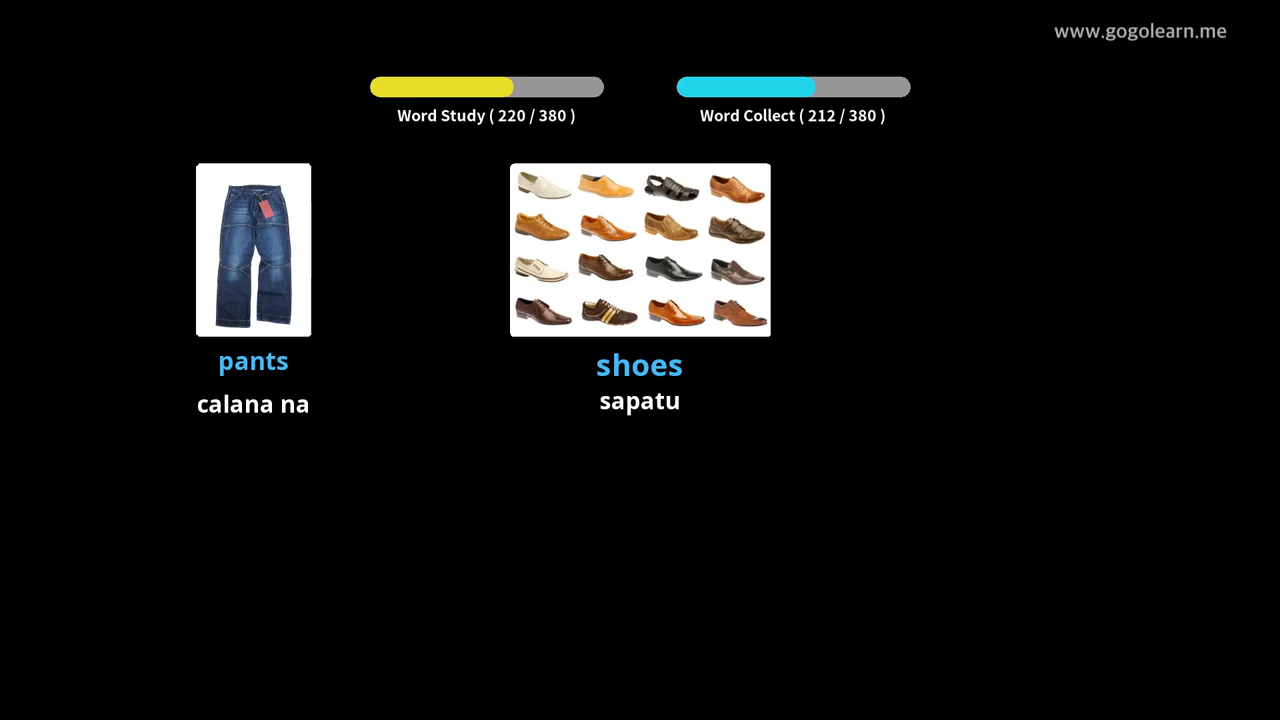 www.gogolearn.me
Word Study ( 220 / 380 )
Word Collect ( 212 / 380 )
pants
calana na
shoes
sapatu